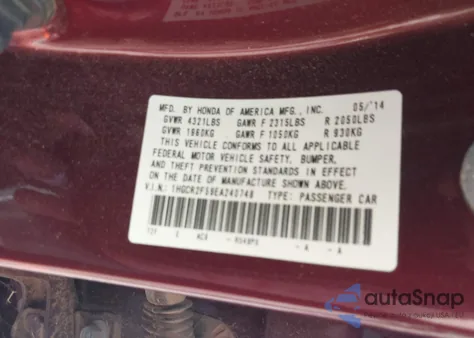 MFD. BY HONDA OF AMERICA MFG., INC. 05/14
GVWR 4321LBS GAWR F 2315LBS R 2050LBS
GVWR 1960KG GAWR F 1050KG R 930KG
THIS VEHICLE CONFORMS TO ALL APPLICABLE
FEDERAL MOTOR VEHICLE SAFETY, BUMPER,
AND THEFT PREVENTION STANDARDS IN EFFECT
ON THE DATE OF MANUFACTURE SHOWN ABOVE.
V.I.N.: 1HGCR2F59EA240748 TYPE: PASSENGER CAR
- A - A
autaSnap